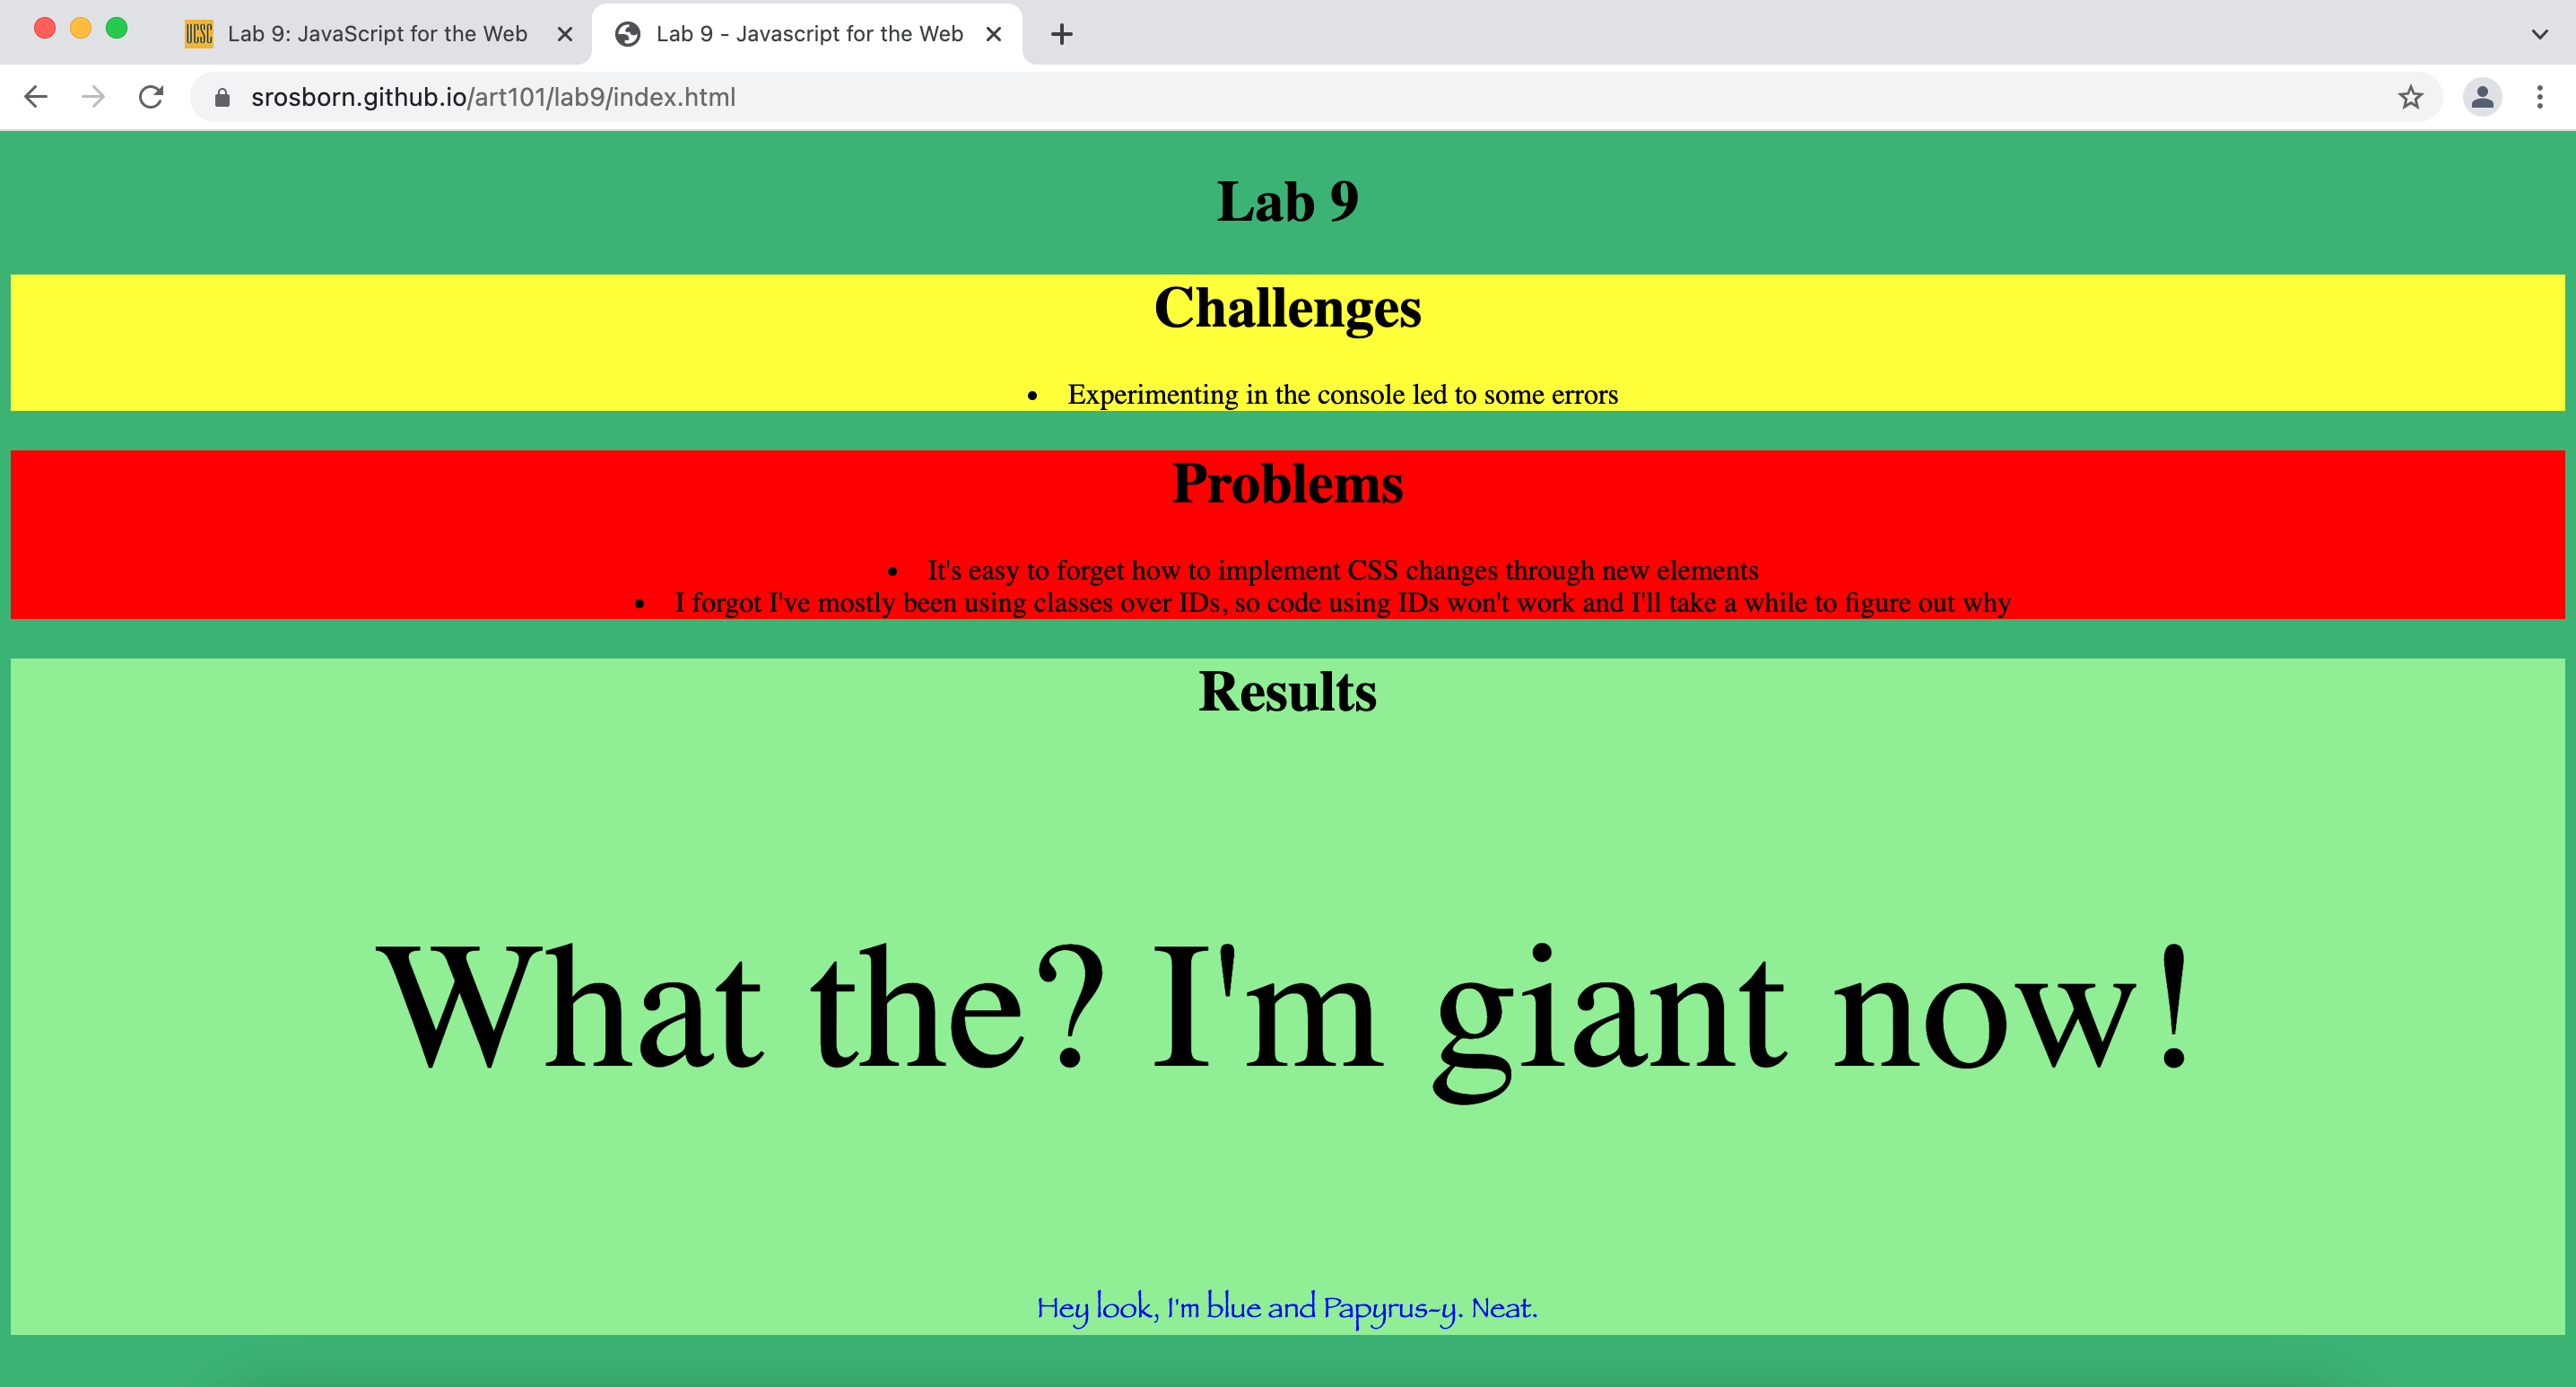 UCSC Lab 9: JavaScript for the Web
Lab 9 - Javascript for the Web
srosborn.github.io/art101/lab9/index.html
Lab 9
Challenges
• Experimenting in the console led to some errors
Problems
• It's easy to forget how to implement CSS changes through new elements
• I forgot I've mostly been using classes over IDs, so code using IDs won't work and I'll take a while to figure out why
Results
What the? I'm giant now!
Hey look, I'm blue and Papyrus-y. Neat.